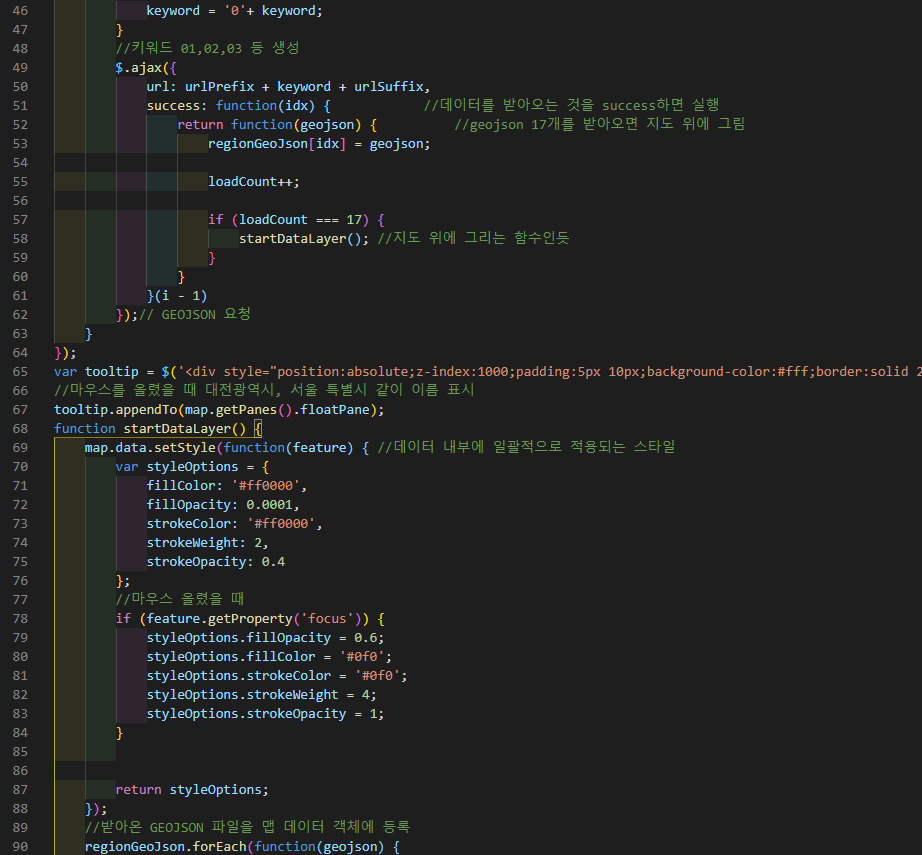 46 keyword = '0'+ keyword;
47 }
48 //키워드 01,02,03 등 생성
49 $.ajax({
50 url: urlPrefix + keyword + urlSuffix,
51 success: function(idx) { //데이터를 받아오는 것을 success하면 실행
52 return function(geojson) { //geojson 17개를 받아오면 지도 위에 그림
53 regionGeoJson[idx] = geojson;
54
55 loadCount++;
56
57 if (loadCount === 17) {
58 startDataLayer(); //지도 위에 그리는 함수인듯
59 }
60 }
61 }(i - 1)
62 });// GEOJSON 요청
63 }
64 });
65 var tooltip = $('<div style="position:absolute;z-index:1000;padding:5px 10px;background-color:#fff;border:solid 2
66 //마우스를 올렸을 때 대전광역시, 서울 특별시 같이 이름 표시
67 tooltip.appendTo(map.getPanes().floatPane);
68 function startDataLayer() {
69 map.data.setStyle(function(feature) { //데이터 내부에 일괄적으로 적용되는 스타일
70 var styleOptions = {
71 fillColor: '#ff0000',
72 fillOpacity: 0.0001,
73 strokeColor: '#ff0000',
74 strokeWeight: 2,
75 strokeOpacity: 0.4
76 };
77 //마우스 올렸을 때
78 if (feature.getProperty('focus')) {
79 styleOptions.fillOpacity = 0.6;
80 styleOptions.fillColor = '#0f0';
81 styleOptions.strokeColor = '#0f0';
82 styleOptions.strokeWeight = 4;
83 styleOptions.strokeOpacity = 1;
84 }
85
86
87 return styleOptions;
88 });
89 //받아온 GEOJSON 파일을 맵 데이터 객체에 등록
90 regionGeoJson.forEach(function(geojson) {